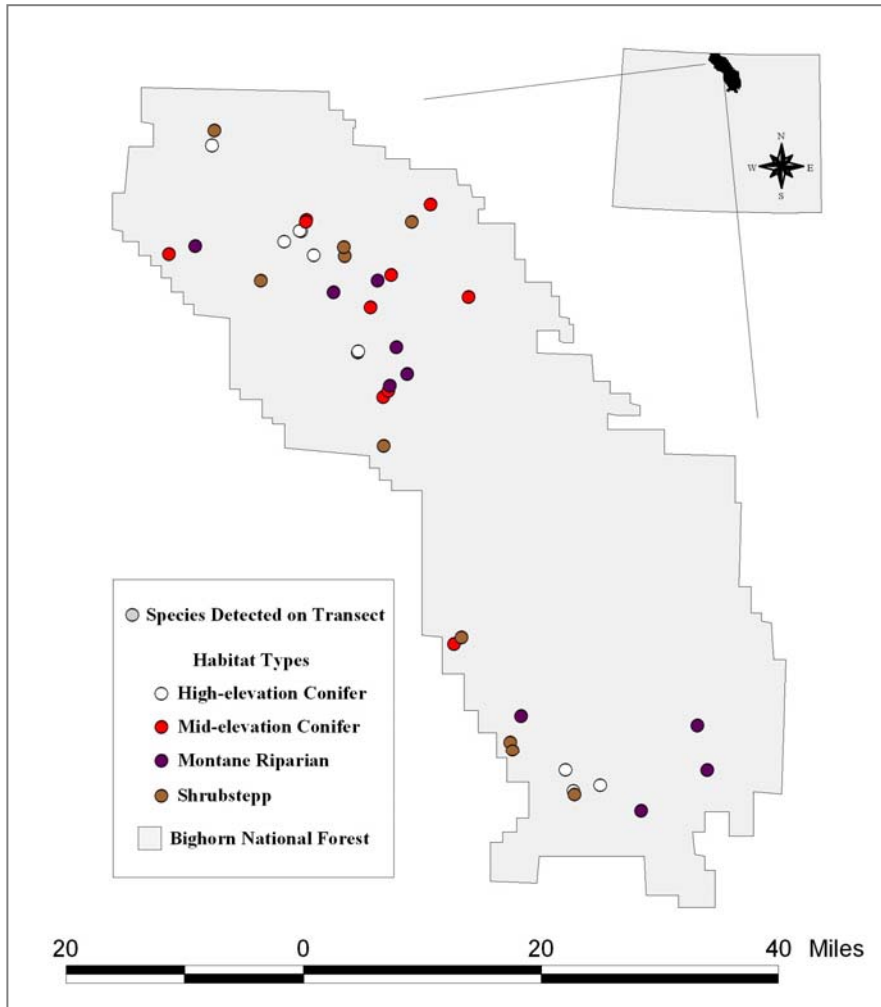 N
W E
S
Species Detected on Transect
Habitat Types
High-elevation Conifer
Mid-elevation Conifer
Montane Riparian
Shrubstepp
Bighorn National Forest
20 0 20 40 Miles